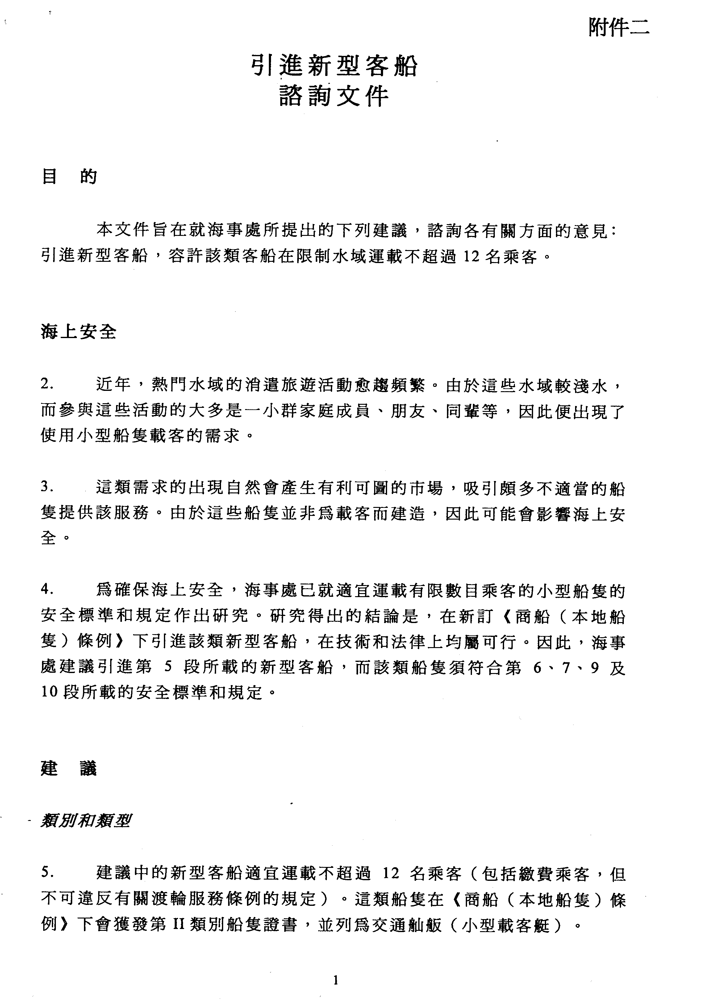 附件二
引進新型客船
諮詢文件
目 的
本文件旨在就海事處所提出的下列建議，諮詢各有關方面的意見：
引進新型客船，容許該類客船在限制水域運載不超過 12 名乘客。
海上安全
2. 近年，熱門水域的消遣旅遊活動愈趨頻繁。由於這些水域較淺水，
而參與這些活動的大多是一小群家庭成員、朋友、同輩等，因此便出現了
使用小型船隻載客的需求。
3. 這類需求的出現自然會產生有利可圖的市場，吸引頗多不適當的船
隻提供該服務。由於這些船隻並非爲載客而建造，因此可能會影響海上安
全。
4. 爲確保海上安全，海事處已就適宜運載有限數目乘客的小型船隻的
安全標準和規定作出研究。研究得出的結論是，在新訂《商船（本地船
隻）條例》下引進該類新型客船，在技術和法律上均屬可行。因此，海事
處建議引進第 5 段所載的新型客船，而該類船隻須符合第 6、7、9 及
10 段所載的安全標準和規定。
建 議
類別和類型
5. 建議中的新型客船適宜運載不超過 12 名乘客（包括繳費乘客，但
不可違反有關渡輪服務條例的規定）。這類船隻在《商船（本地船隻）條
例》下會獲發第 II 類別船隻證書，並列爲交通舢舨（小型載客艇）。
1